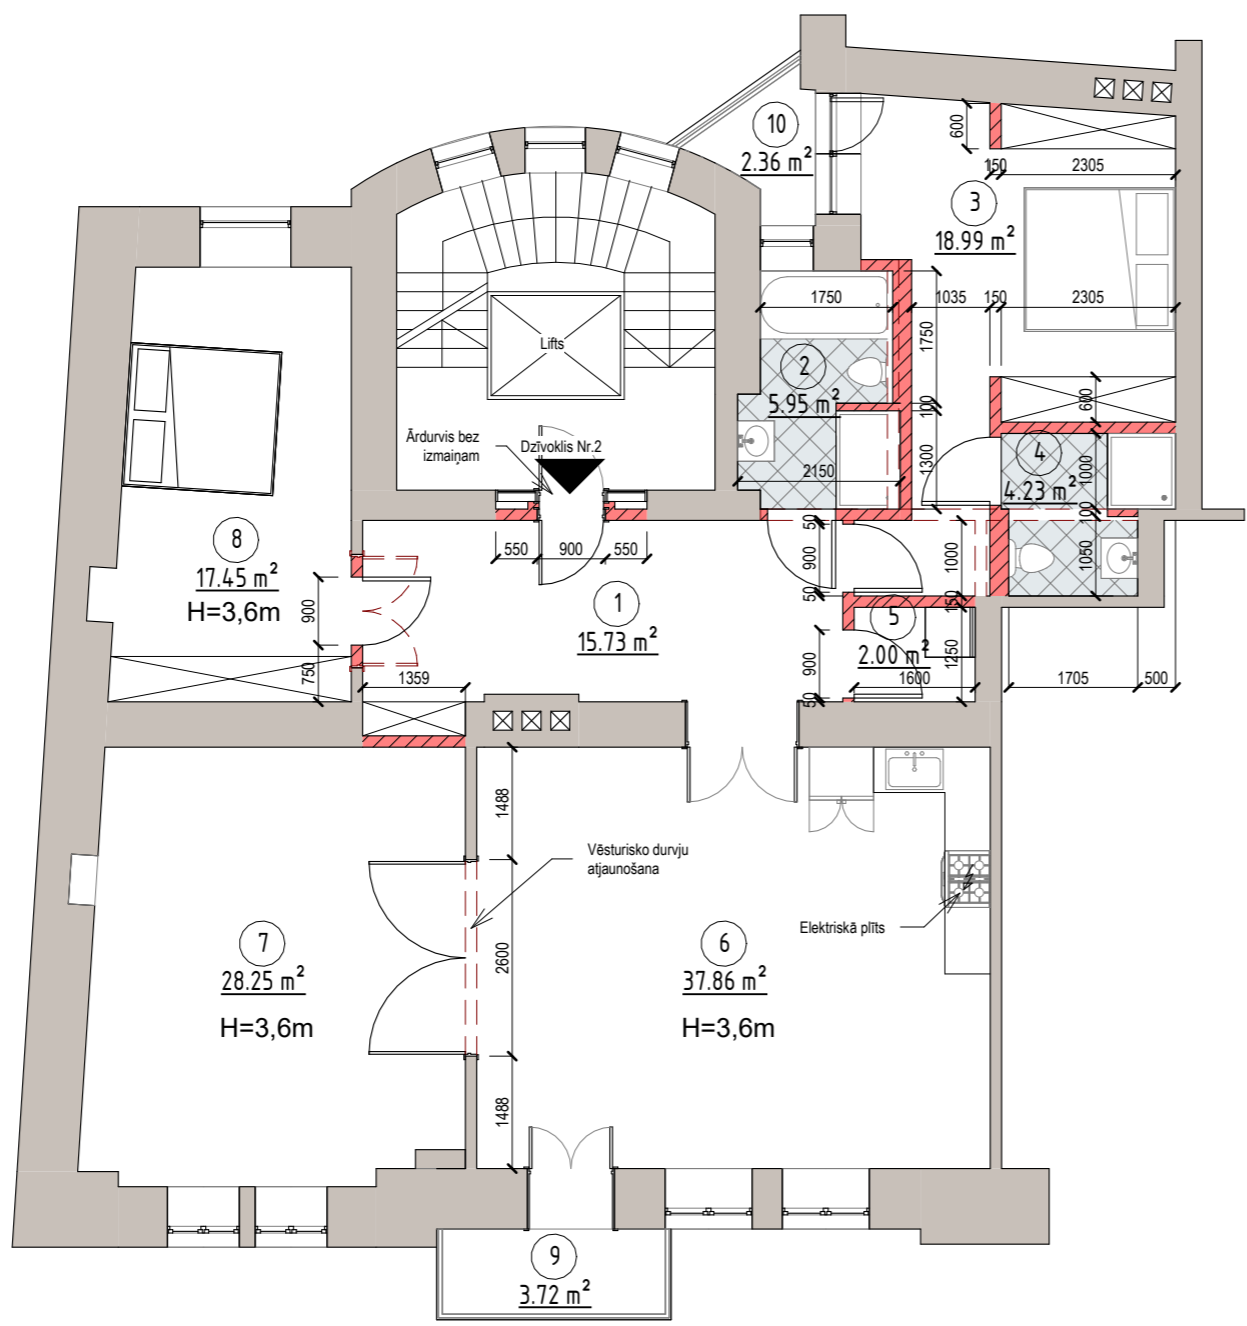 10
2.36 m²
600
150
2305
3
18.99 m²
1750
1035
150
2305
Lifts
1750
2
5.95 m²
100
600
Ārdurvis bez
izmaiņam
Dzīvoklis Nr.2
4
4.23 m²
1000
2150
1300
100
8
17.45 m²
H=3,6m
550
900
550
50
900
50
1000
150
1050
900
1
15.73 m²
5
2.00 m²
1250
750
1359
900
50
1600
1705
500
1488
Vēsturisko durvju
atjaunošana
Elektriskā plīts
7
28.25 m²
H=3,6m
2600
6
37.86 m²
H=3,6m
1488
9
3.72 m²